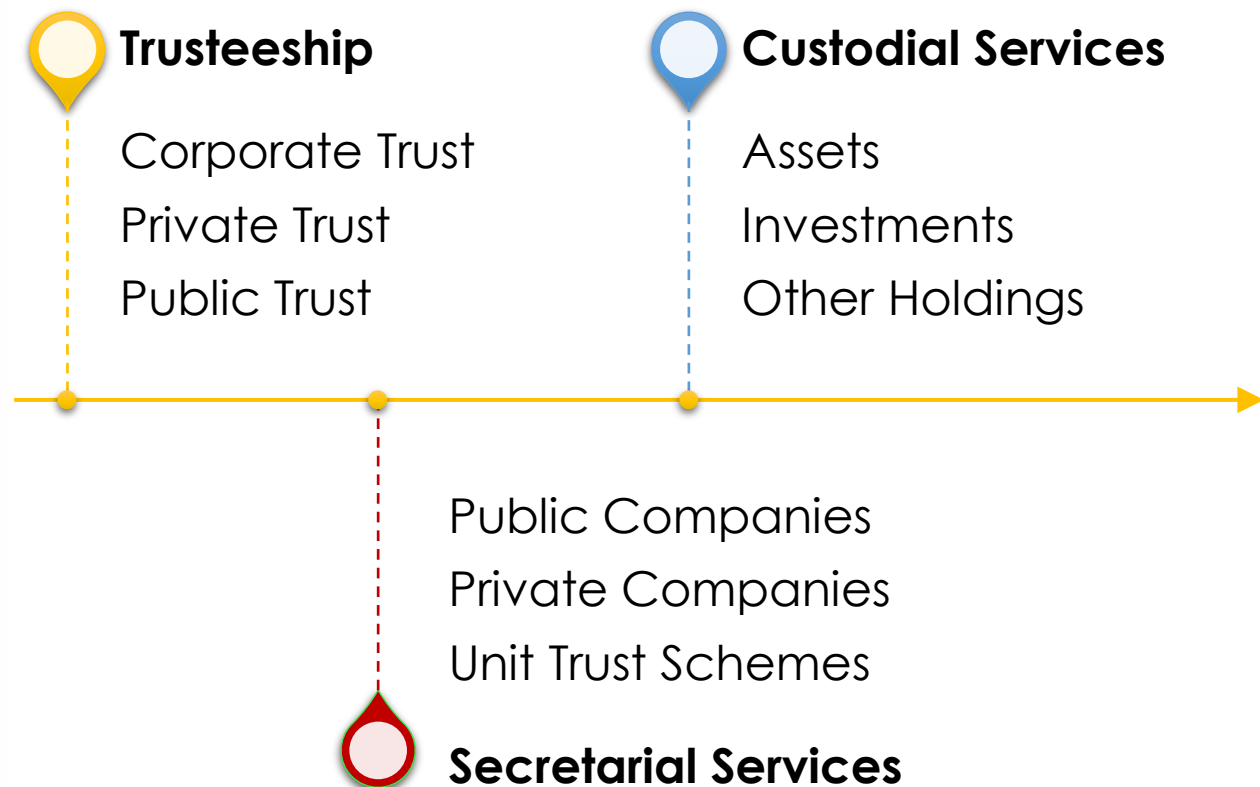 Trusteeship
Corporate Trust
Private Trust
Public Trust
Custodial Services
Assets
Investments
Other Holdings
Public Companies
Private Companies
Unit Trust Schemes
Secretarial Services